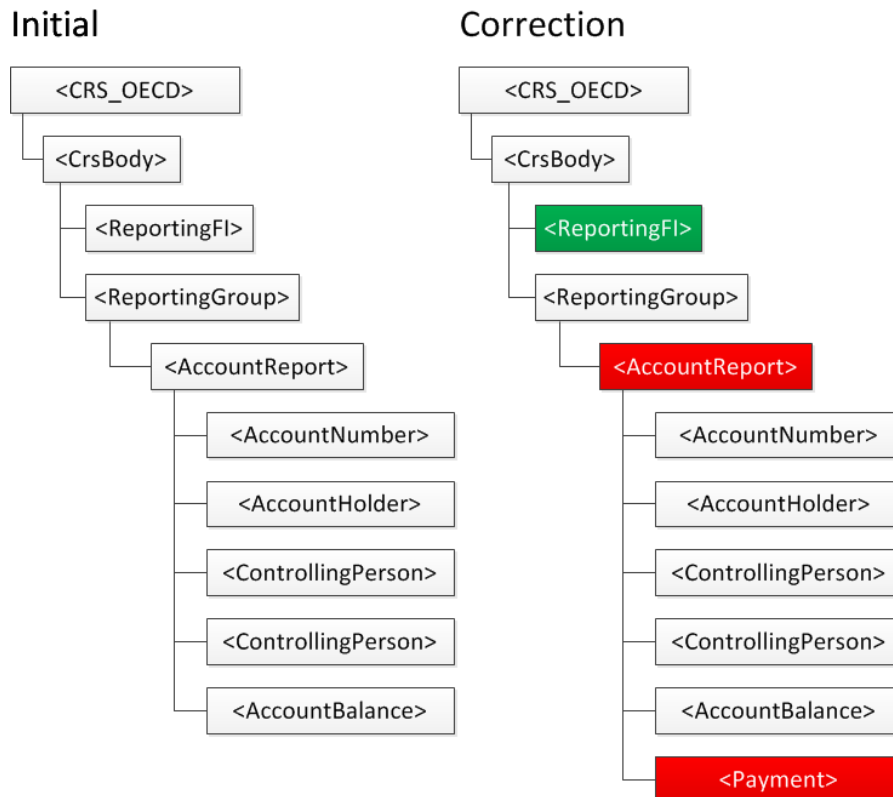 Initial
<CRS_OECD>
<CrsBody>
<ReportingFI>
<ReportingGroup>
<AccountReport>
<AccountNumber>
<AccountHolder>
<ControllingPerson>
<ControllingPerson>
<AccountBalance>
Correction
<CRS_OECD>
<CrsBody>
<ReportingFI>
<ReportingGroup>
<AccountReport>
<AccountNumber>
<AccountHolder>
<ControllingPerson>
<ControllingPerson>
<AccountBalance>
<Payment>